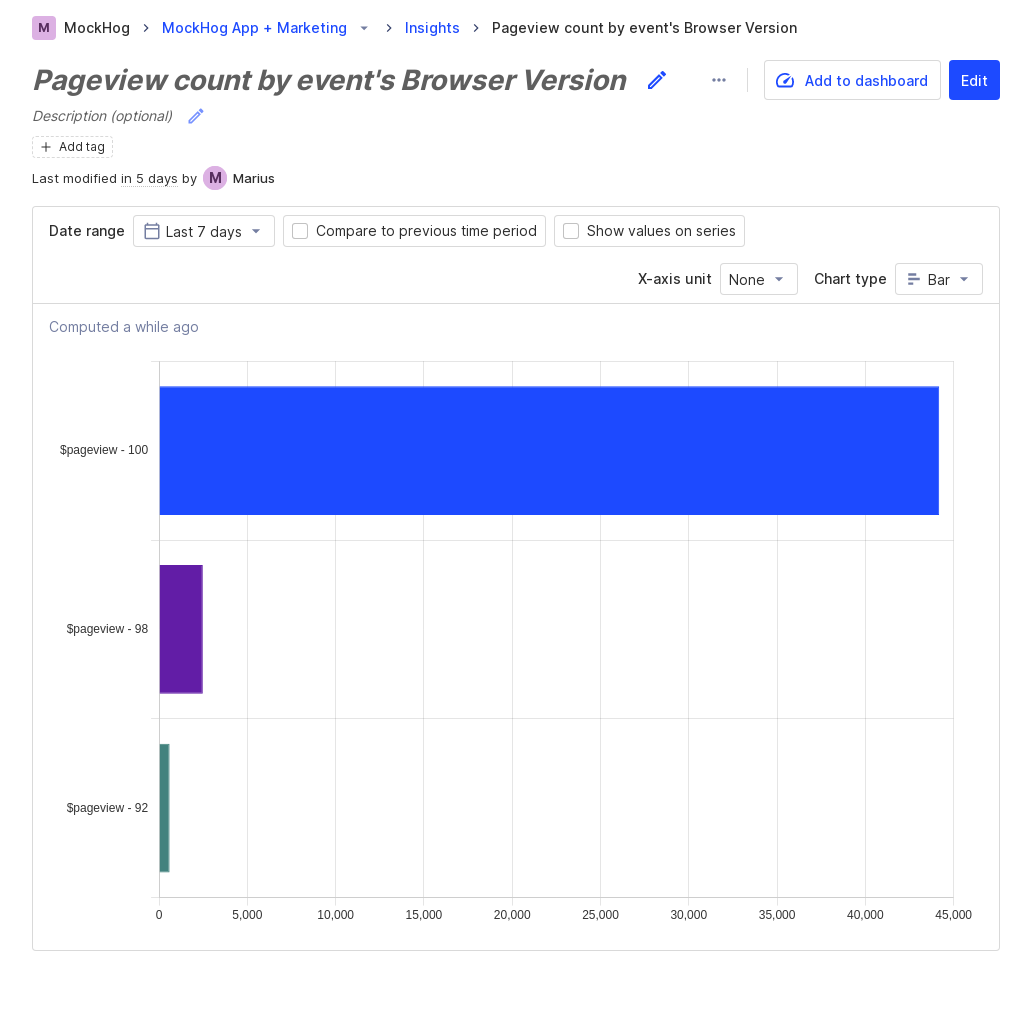 M MockHog > MockHog App + Marketing > Insights > Pageview count by event's Browser Version
Pageview count by event's Browser Version
Add to dashboard
Edit
Description (optional)
Add tag
Last modified in 5 days by M Marius
Date range Last 7 days Compare to previous time period Show values on series
X-axis unit None Chart type Bar
Computed a while ago
$pageview - 100
$pageview - 98
$pageview - 92
0 5,000 10,000 15,000 20,000 25,000 30,000 35,000 40,000 45,000